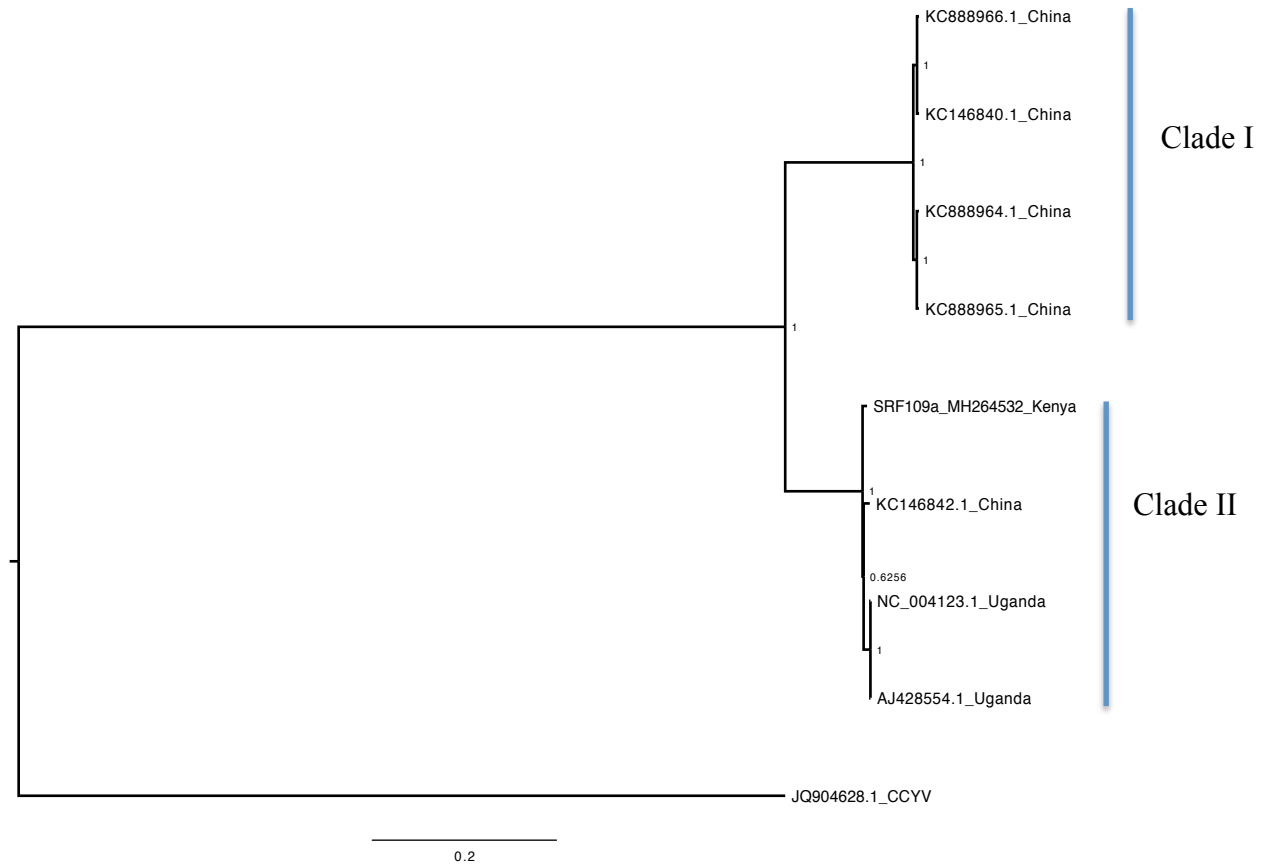 KC888966.1_China
1
KC146840.1_China
Clade I
1
KC888964.1_China
1
KC888965.1_China
1
SRF109a_MH264532_Kenya
1
KC146842.1_China
Clade II
0.6256
NC_004123.1_Uganda
1
AJ428554.1_Uganda
JQ904628.1_CCYV
0.2